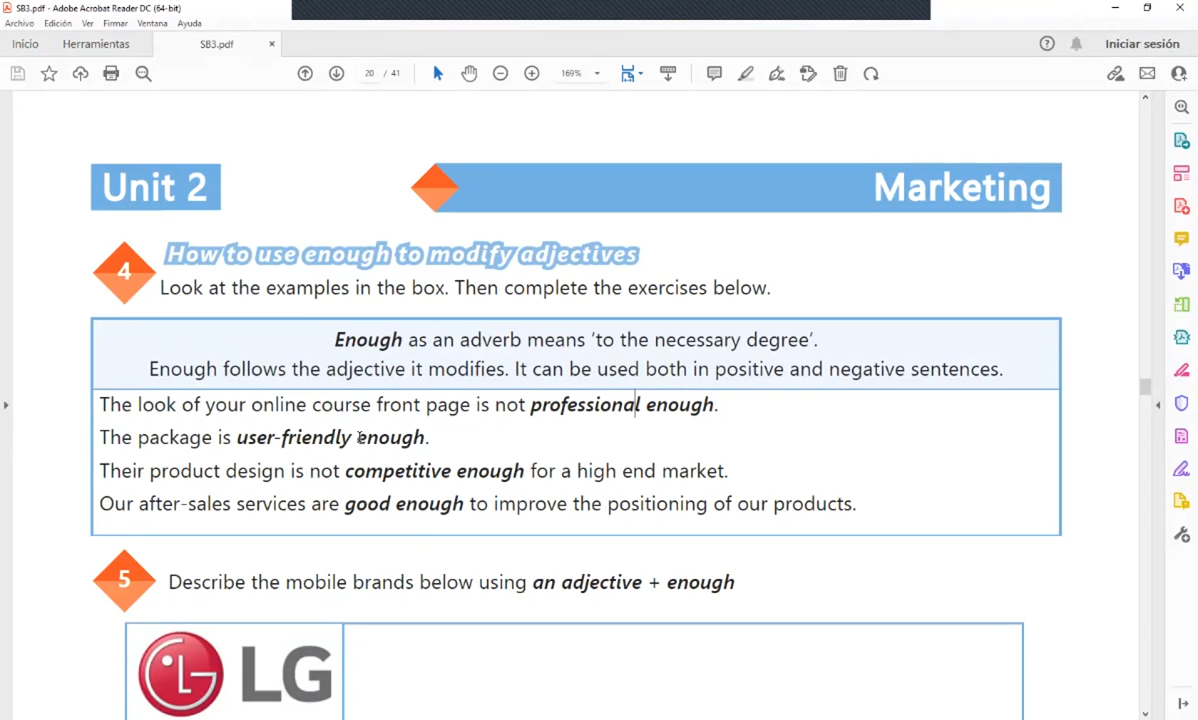 SB3.pdf - Adobe Acrobat Reader DC (64-bit)
Archivo Edición Ver Firmar Ventana Ayuda
Inicio Herramientas SB3.pdf × Iniciar sesión
20 / 41 169%
Unit 2 Marketing
4 How to use enough to modify adjectives
Look at the examples in the box. Then complete the exercises below.
Enough as an adverb means 'to the necessary degree'.
Enough follows the adjective it modifies. It can be used both in positive and negative sentences.
The look of your online course front page is not professional enough.
The package is user-friendly enough.
Their product design is not competitive enough for a high end market.
Our after-sales services are good enough to improve the positioning of our products.
5 Describe the mobile brands below using an adjective + enough
LG